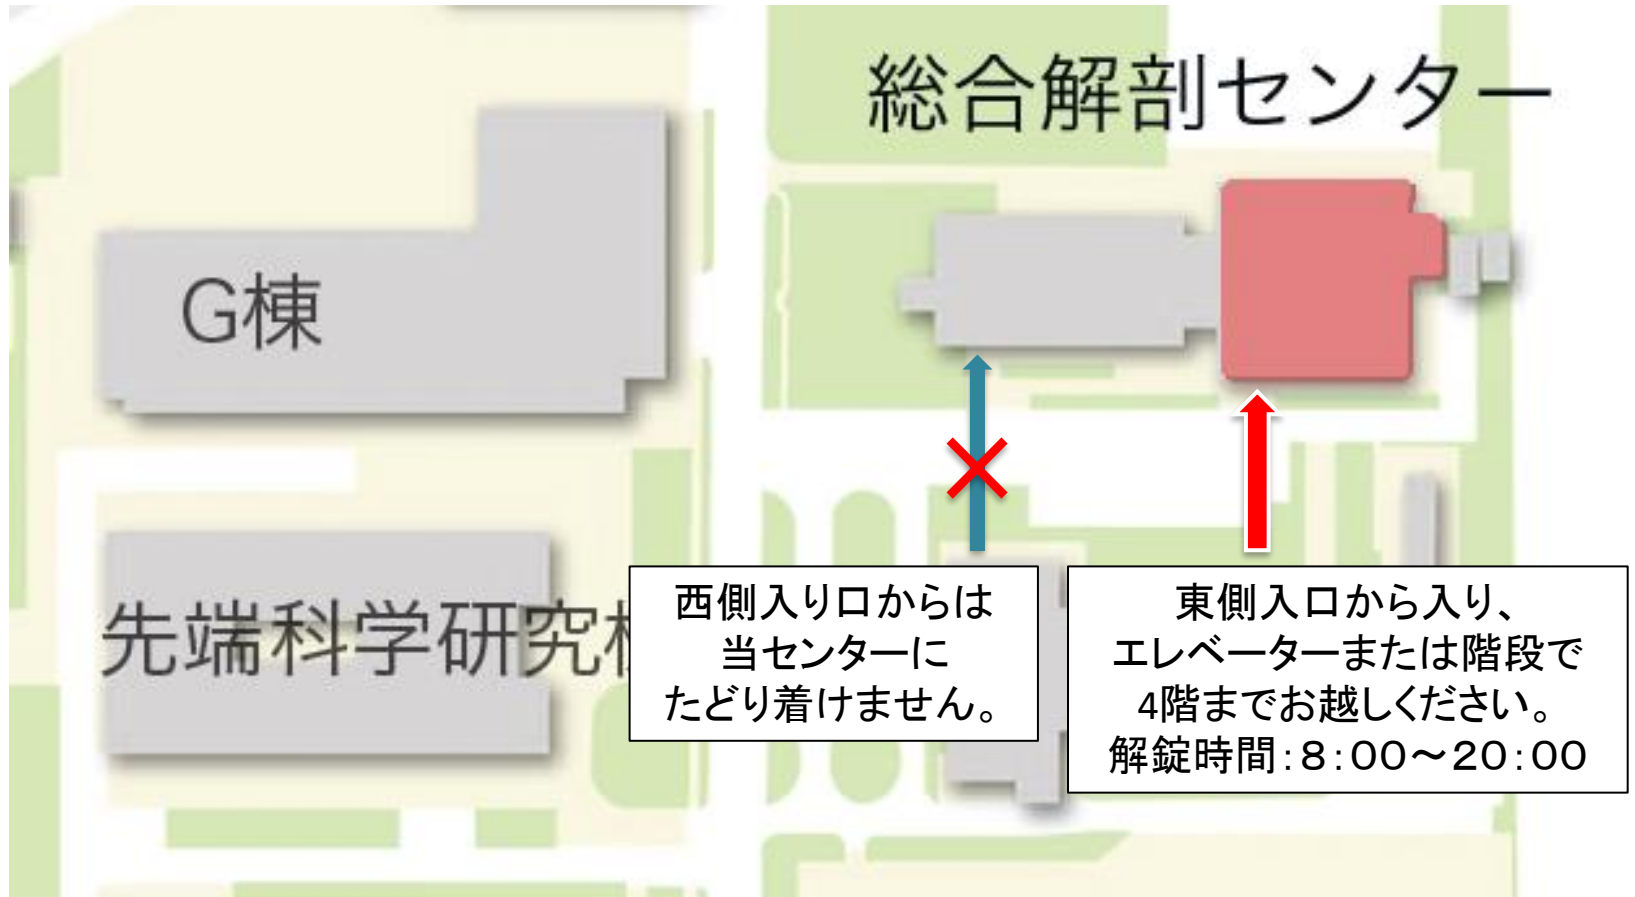 総合解剖センター
G棟
先端科学研究
西側入り口からは
当センターに
たどり着けません。
東側入口から入り、
エレベーターまたは階段で
4階までお越しください。
解錠時間：８：００～２０：００